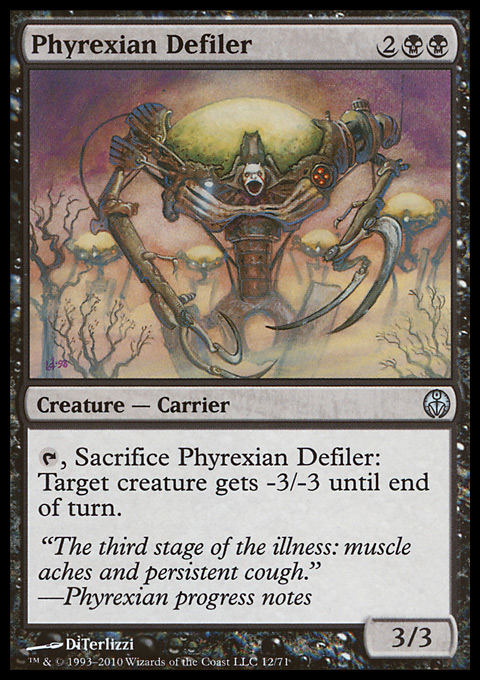 Phyrexian Defiler 2
Creature — Carrier
, Sacrifice Phyrexian Defiler:
Target creature gets -3/-3 until end
of turn.
“The third stage of the illness: muscle
aches and persistent cough.”
—Phyrexian progress notes
DiTerlizzi
™ & © 1993–2010 Wizards of the Coast LLC 12/71
3/3